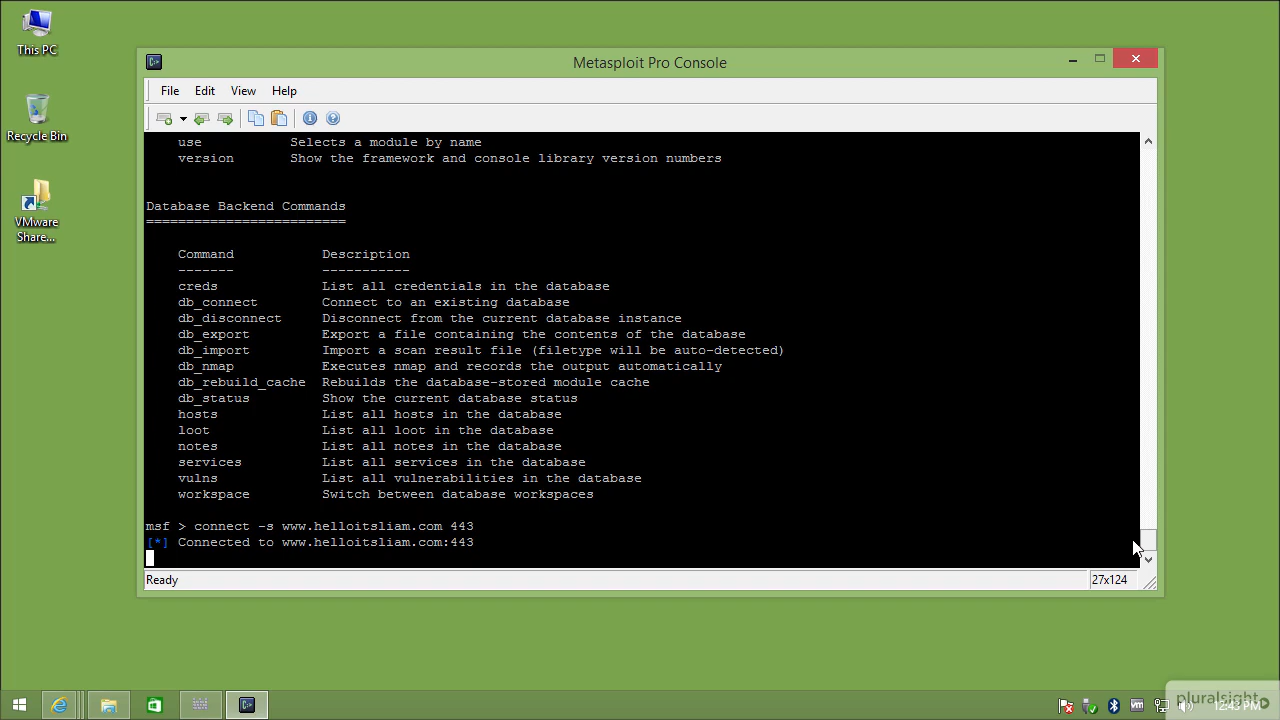 This PC
Recycle Bin
VMware
Share...
Metasploit Pro Console
File Edit View Help
use Selects a module by name
version Show the framework and console library version numbers
Database Backend Commands
=========================
Command Description
------- -----------
creds List all credentials in the database
db_connect Connect to an existing database
db_disconnect Disconnect from the current database instance
db_export Export a file containing the contents of the database
db_import Import a scan result file (filetype will be auto-detected)
db_nmap Executes nmap and records the output automatically
db_rebuild_cache Rebuilds the database-stored module cache
db_status Show the current database status
hosts List all hosts in the database
loot List all loot in the database
notes List all notes in the database
services List all services in the database
vulns List all vulnerabilities in the database
workspace Switch between database workspaces
msf > connect -s www.helloitsliam.com 443
[*] Connected to www.helloitsliam.com:443
Ready 27x124
pluralsight
12:43 PM